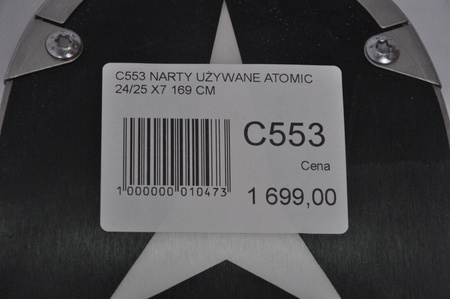 C553 NARTY UŻYWANE ATOMIC
24/25 X7 169 CM
C553
Cena
1 000000 010473
1 699,00